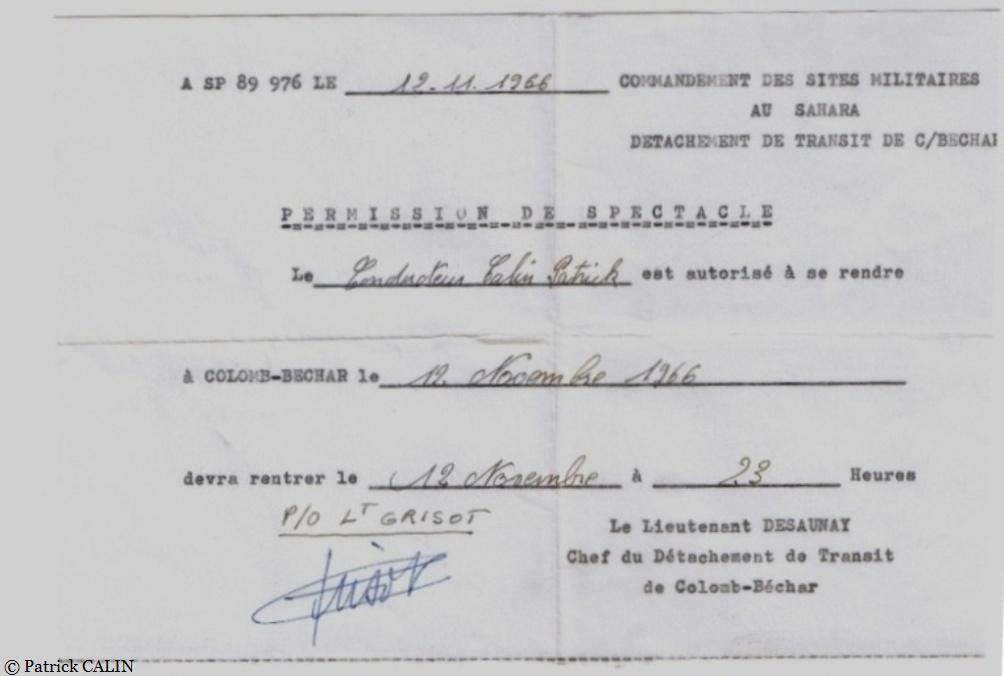 A SP 89 976 LE 12.11.1966
COMMANDEMENT DES SITES MILITAIRES
AU SAHARA
DETACHEMENT DE TRANSIT DE C/BECHAR
PERMISSION DE SPECTACLE
Le Conducteur Calin Patrick est autorisé à se rendre
à COLOMB-BECHAR le 12. Novembre 1966
devra rentrer le 12 Novembre à 23 Heures
P/O LT GRISOT
Le Lieutenant DESAUNAY
Chef du Détachement de Transit
de Colomb-Béchar
Grisot
© Patrick CALIN